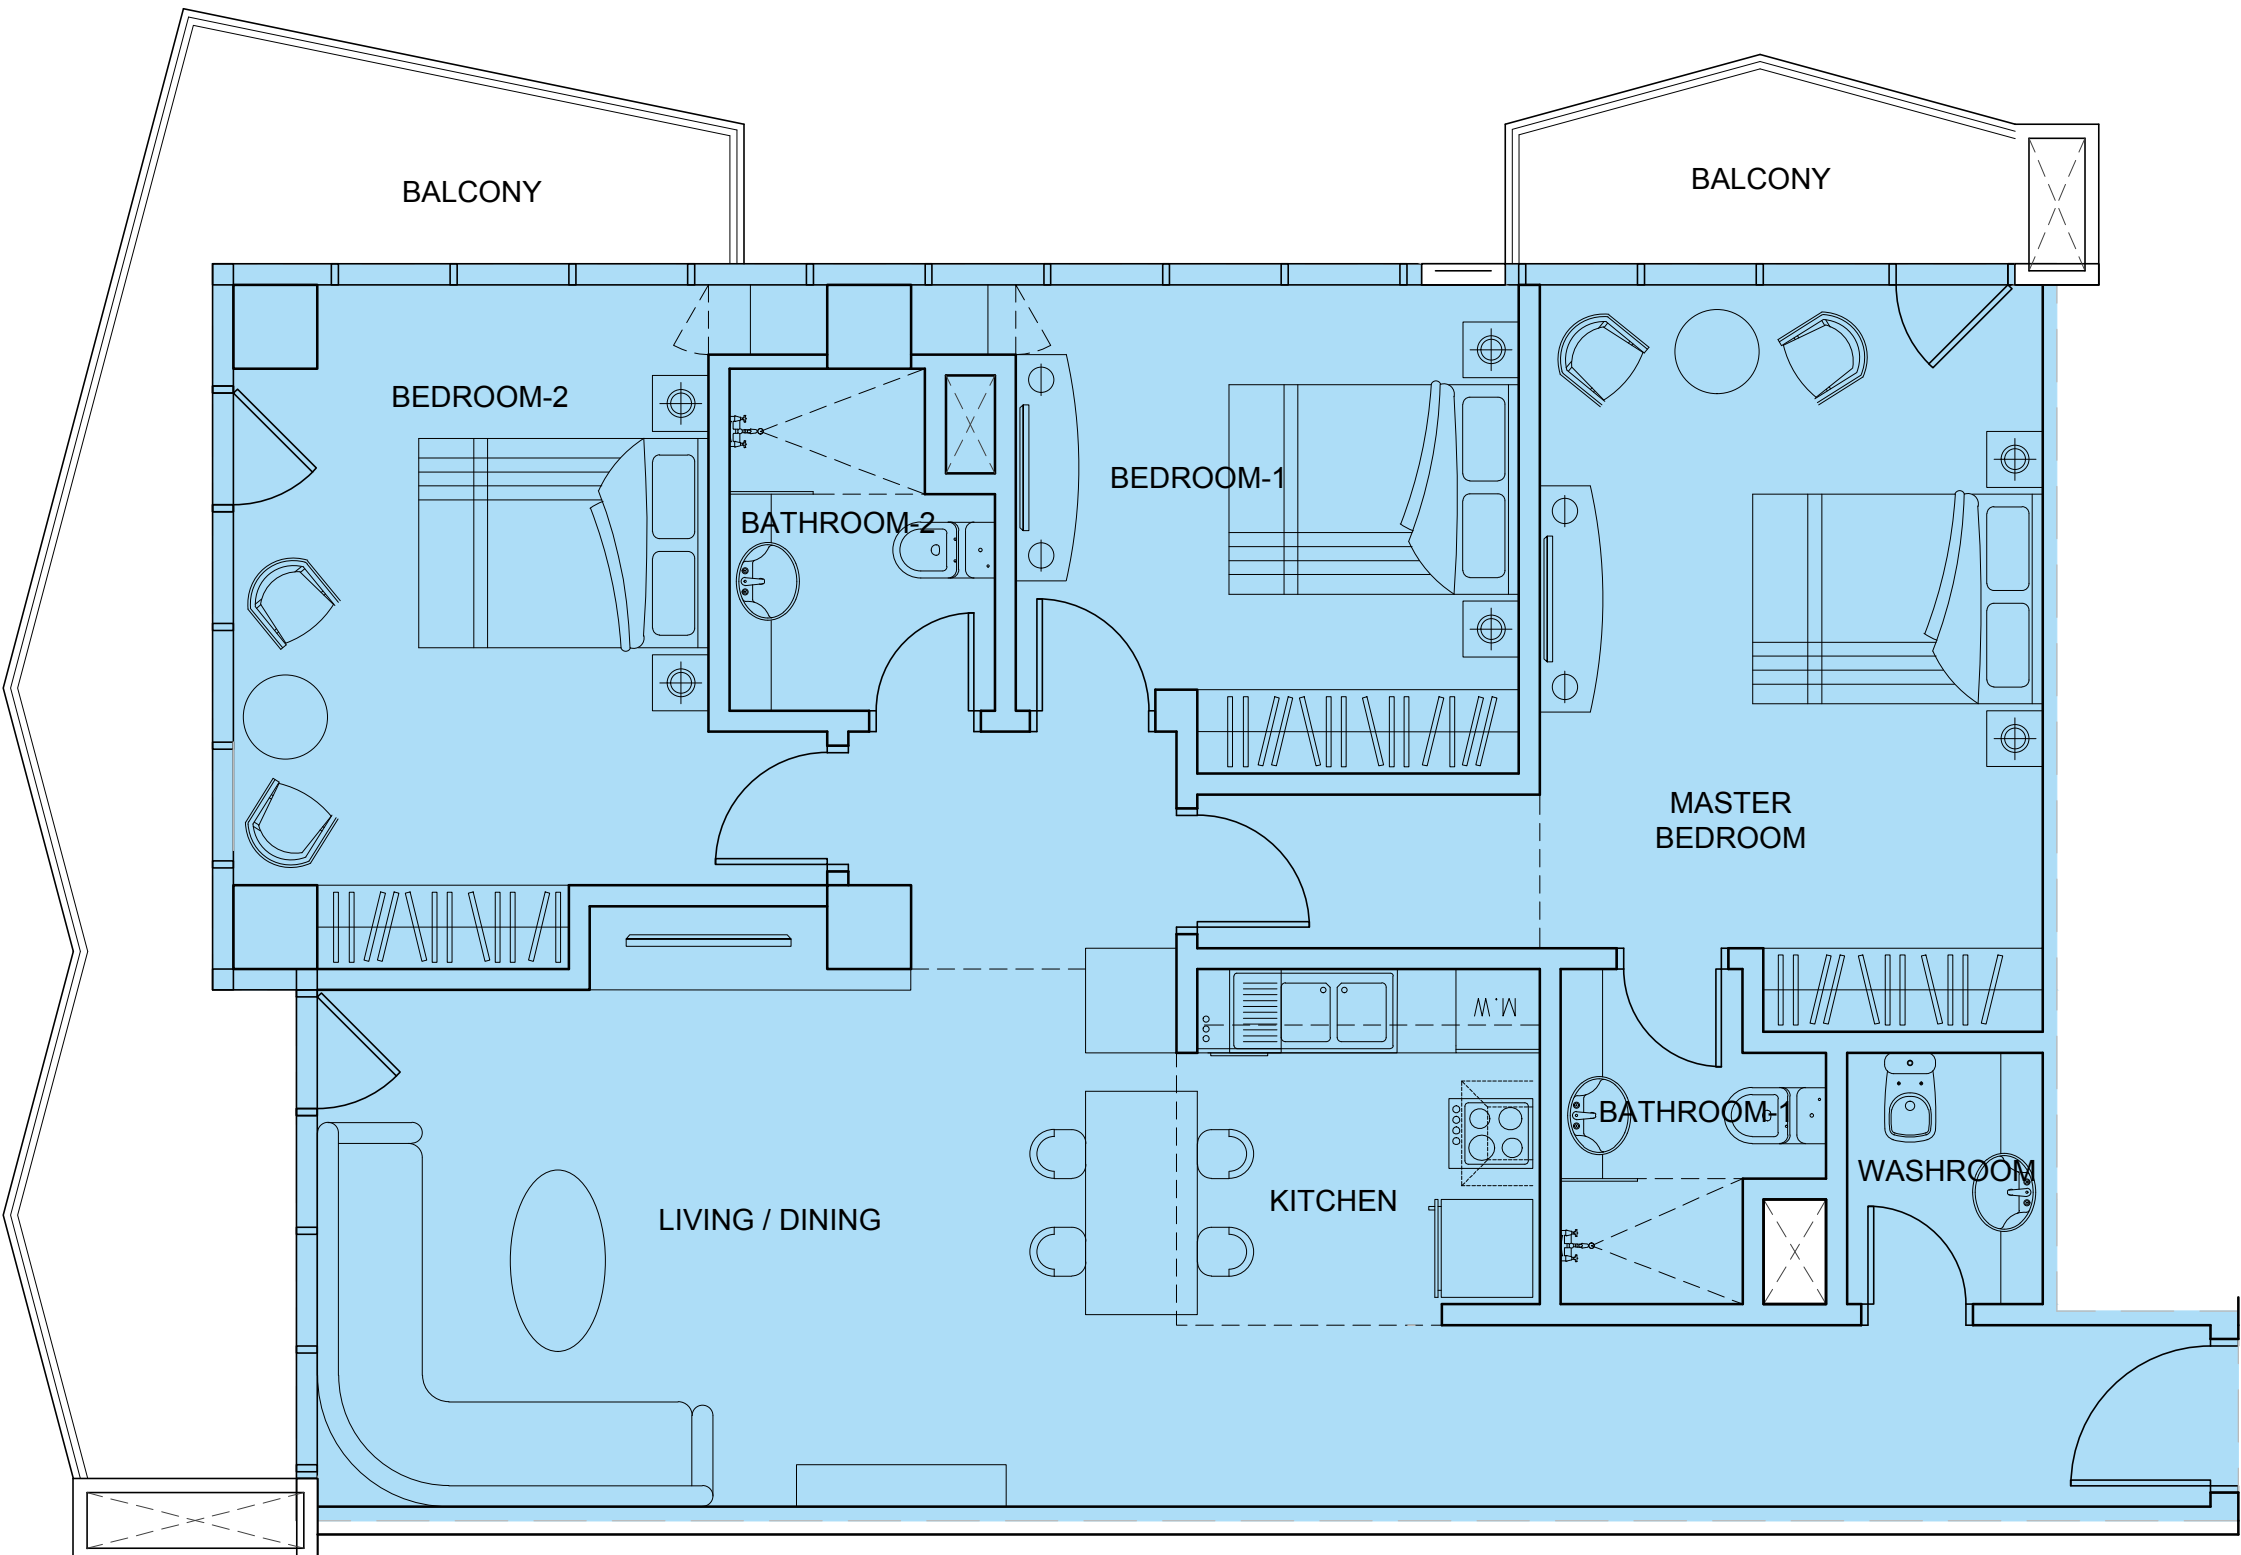 BALCONY
BALCONY
BEDROOM-2
BEDROOM-1
BATHROOM-2
MASTER
BEDROOM
M.W
BATHROOM-1
WASHROOM
KITCHEN
LIVING / DINING